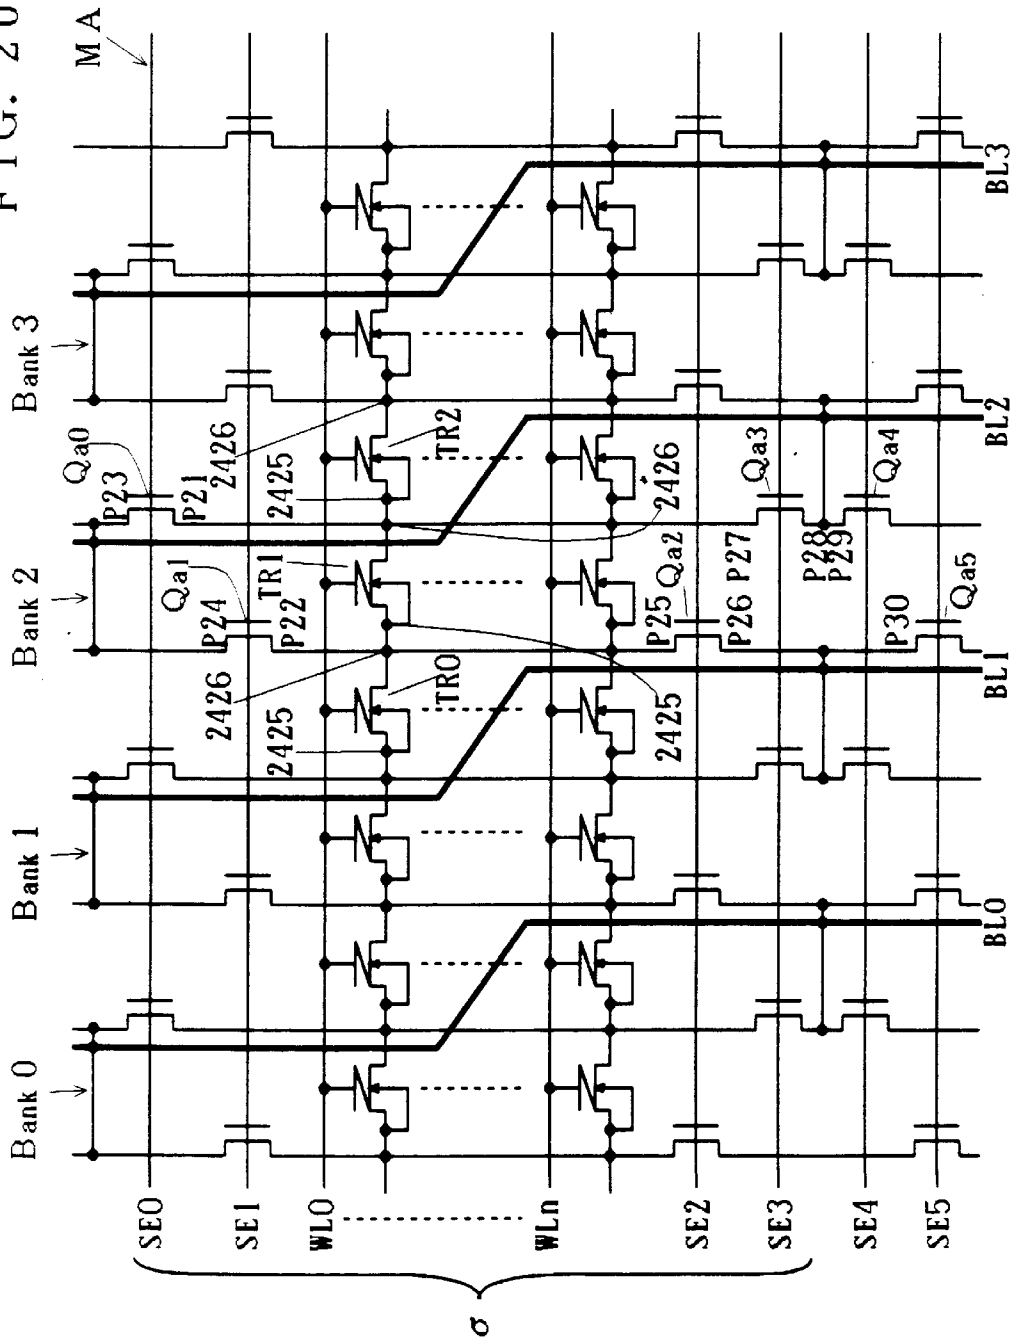 F I G. 2 0
MA
Bank 0
Bank 1
Bank 2
Bank 3
SE0
SE1
WL0
WLn
SE2
SE3
SE4
SE5
σ
Qa0
P23
P21
Qa1
P24
P22
TR1
2426
2425
TR2
2426
2425
TR0
2426
2425
P25
Qa2
P26
P27
Qa3
P28
P29
Qa4
P30
Qa5
BL0
BL1
BL2
BL3